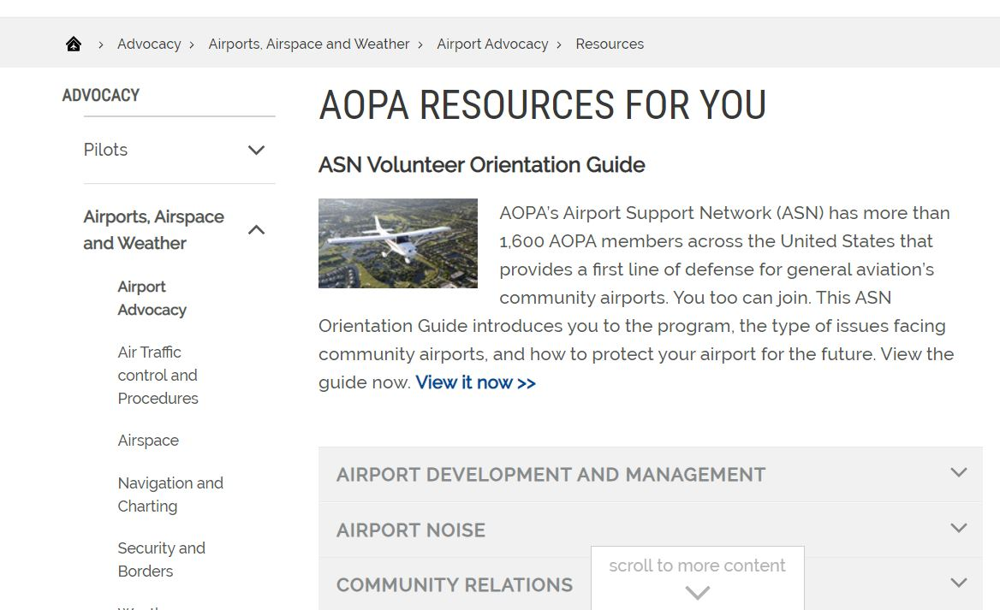 Advocacy > Airports, Airspace and Weather > Airport Advocacy > Resources
ADVOCACY
Pilots
Airports, Airspace
and Weather
Airport
Advocacy
Air Traffic
control and
Procedures
Airspace
Navigation and
Charting
Security and
Borders
AOPA RESOURCES FOR YOU
ASN Volunteer Orientation Guide
AOPA’s Airport Support Network (ASN) has more than
1,600 AOPA members across the United States that
provides a first line of defense for general aviation’s
community airports. You too can join. This ASN
Orientation Guide introduces you to the program, the type of issues facing
community airports, and how to protect your airport for the future. View the
guide now. View it now >>
AIRPORT DEVELOPMENT AND MANAGEMENT
AIRPORT NOISE
COMMUNITY RELATIONS
scroll to more content